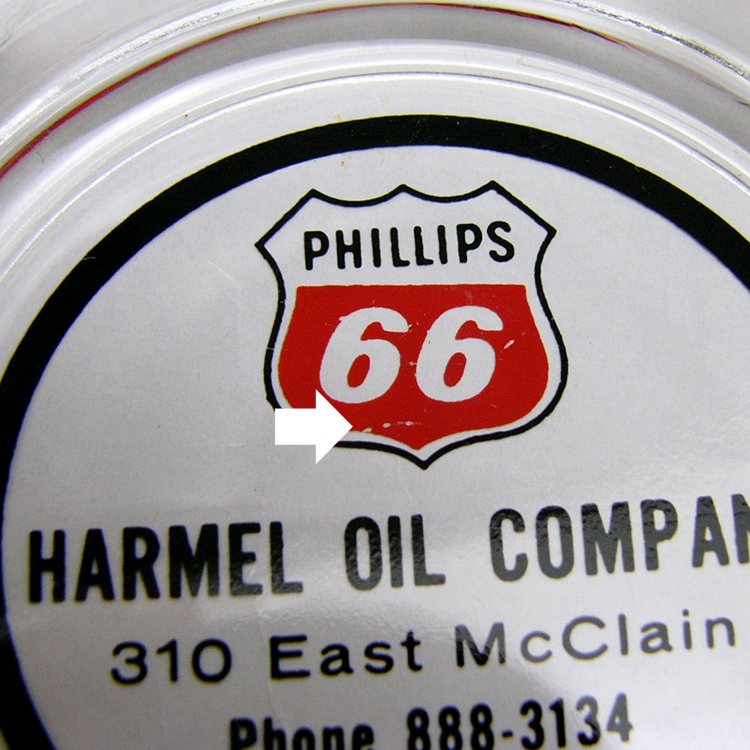 PHILLIPS
66
HARMEL OIL COMPAN
310 East McClain
Phone 888-3134